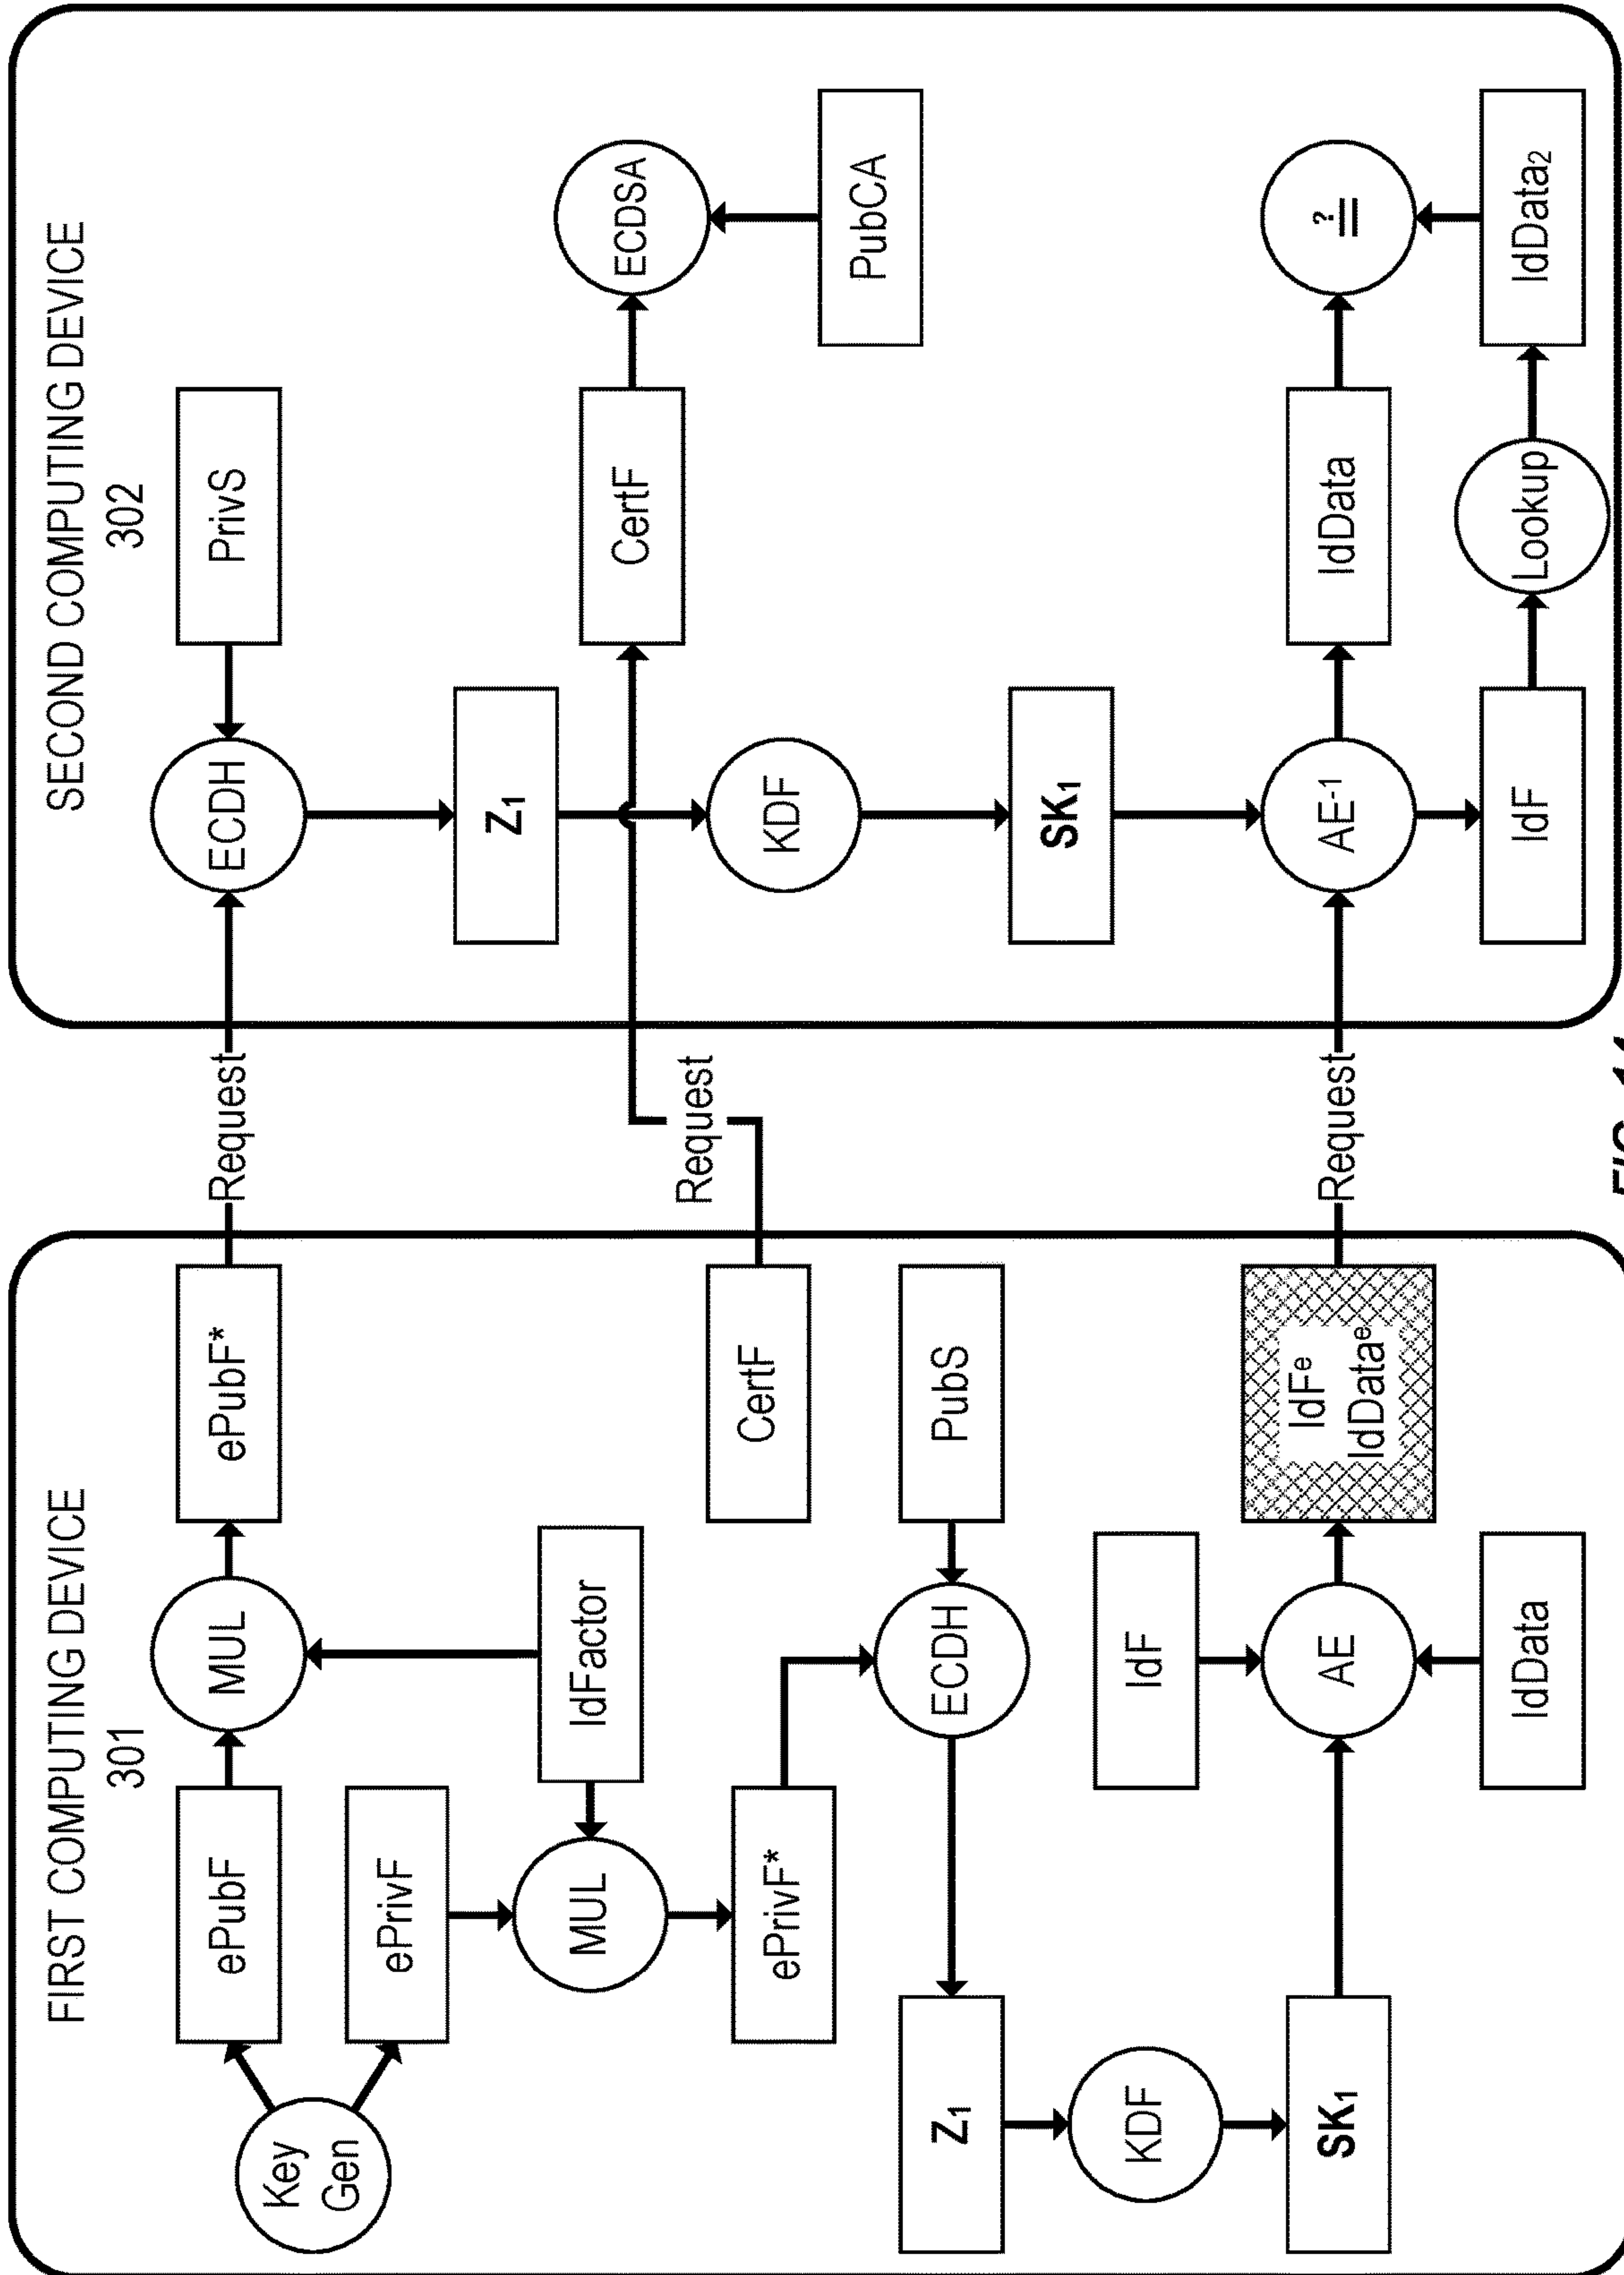 FIRST COMPUTING DEVICE
301
Key
Gen
ePubF
MUL
ePubF*
ePrivF
MUL
IdFactor
ePrivF*
CertF
ECDH
PubS
Z₁
KDF
IdF
SK₁
AE
IdFᵉ
IdDataᵉ
IdData
Request
Request
Request
SECOND COMPUTING DEVICE
302
ECDH
PrivS
Z₁
CertF
ECDSA
KDF
PubCA
SK₁
AE⁻¹
IdData
?
=
IdF
Lookup
IdData₂